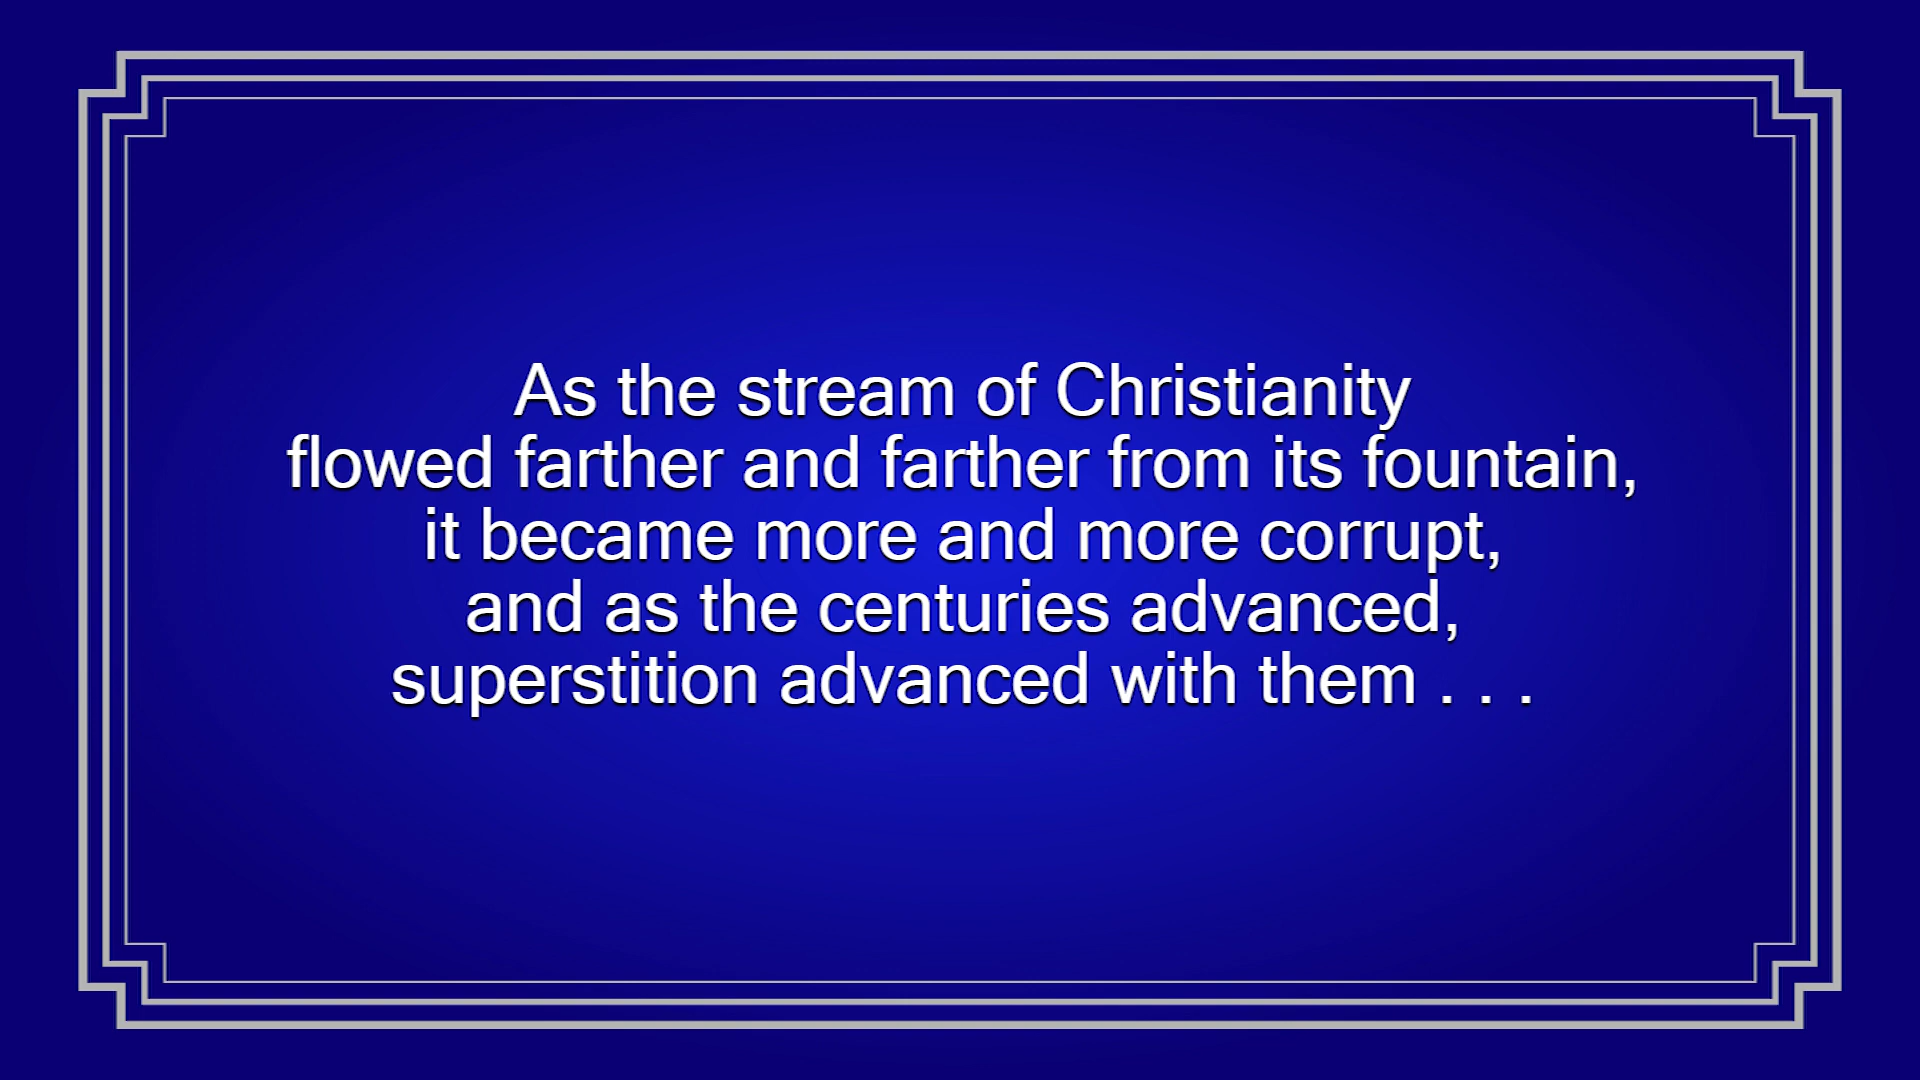 As the stream of Christianity
flowed farther and farther from its fountain,
it became more and more corrupt,
and as the centuries advanced,
superstition advanced with them . . .